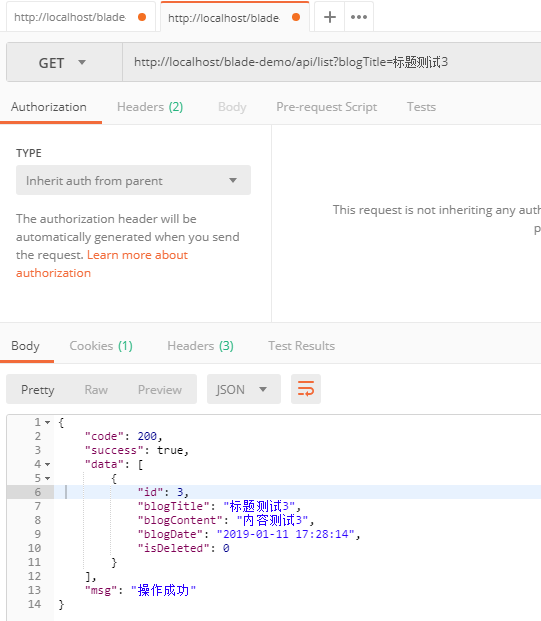 http://localhost/blade http://localhost/blade + •••
GET http://localhost/blade-demo/api/list?blogTitle=标题测试3
Authorization Headers (2) Body Pre-request Script Tests
TYPE
Inherit auth from parent
The authorization header will be
automatically generated when you send
the request. Learn more about
authorization
This request is not inheriting any auth
p
Body Cookies (1) Headers (3) Test Results
Pretty Raw Preview JSON
1 {
2 "code": 200,
3 "success": true,
4 "data": [
5 {
6 "id": 3,
7 "blogTitle": "标题测试3",
8 "blogContent": "内容测试3",
9 "blogDate": "2019-01-11 17:28:14",
10 "isDeleted": 0
11 }
12 ],
13 "msg": "操作成功"
14 }